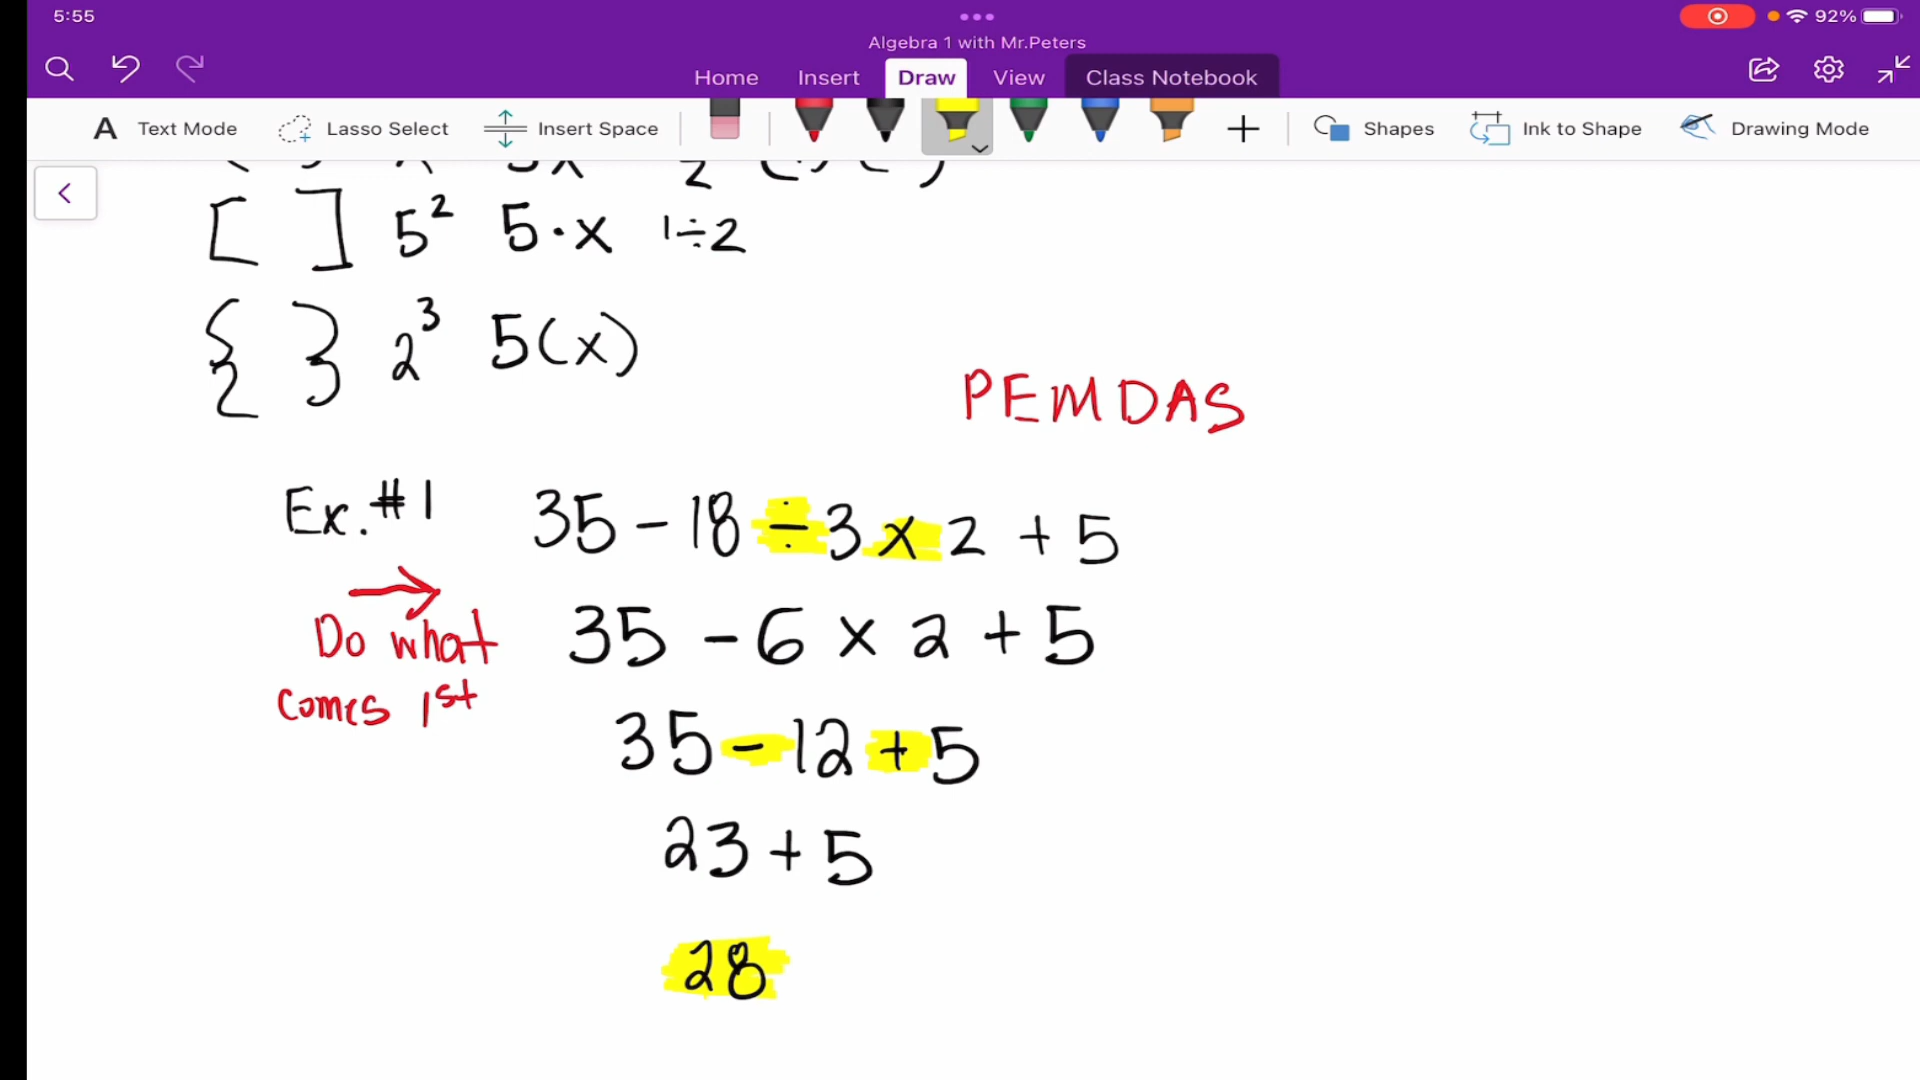 5:55
92%
Algebra 1 with Mr.Peters
Home Insert Draw View Class Notebook
A Text Mode Lasso Select Insert Space Shapes Ink to Shape Drawing Mode
[ ] 5² 5·x 1÷2
{ } 2³ 5(x)
PEMDAS
Ex. #1 35 - 18 ÷ 3 x 2 + 5
→
Do what
comes 1st
35 - 6 x 2 + 5
35 - 12 + 5
23 + 5
28